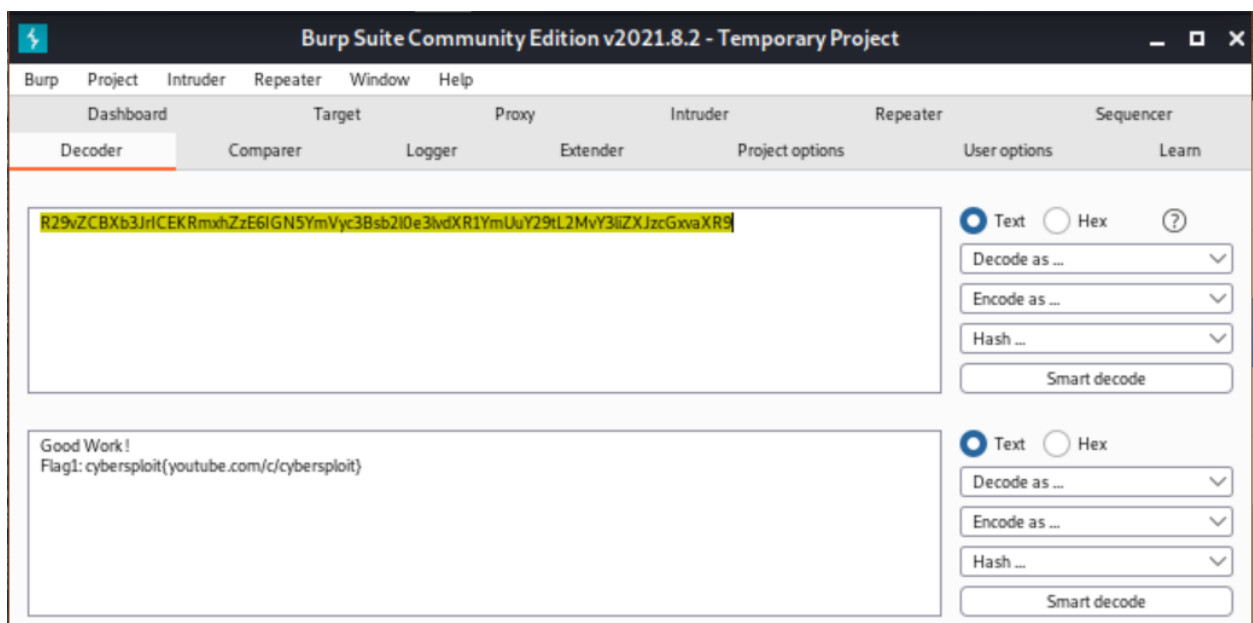 Burp Suite Community Edition v2021.8.2 - Temporary Project
Burp Project Intruder Repeater Window Help
Dashboard Target Proxy Intruder Repeater Sequencer
Decoder Comparer Logger Extender Project options User options Learn
R29vZCBXb3JrICEKRmxhZzE6IGN5YmVyc3Bsb2l0e3lvdXR1YmUuY29tL2MvY3liZXJzcGxvaXR9
Text Hex ?
Decode as ...
Encode as ...
Hash ...
Smart decode
Good Work !
Flag1: cybersploit{youtube.com/c/cybersploit}
Text Hex
Decode as ...
Encode as ...
Hash ...
Smart decode